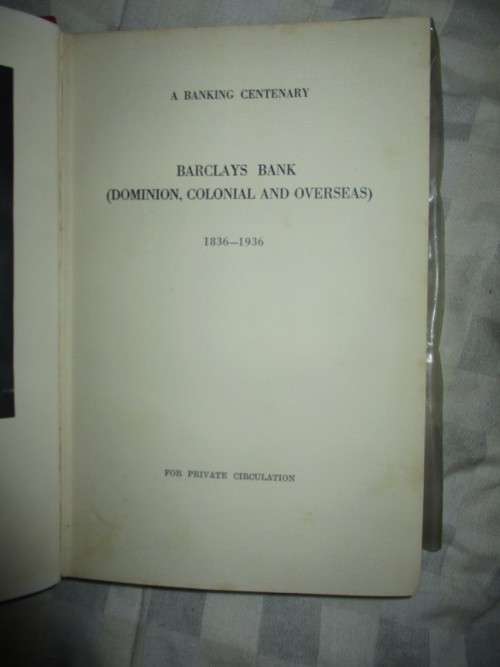 A BANKING CENTENARY
BARCLAYS BANK
(DOMINION, COLONIAL AND OVERSEAS)
1836—1936
FOR PRIVATE CIRCULATION